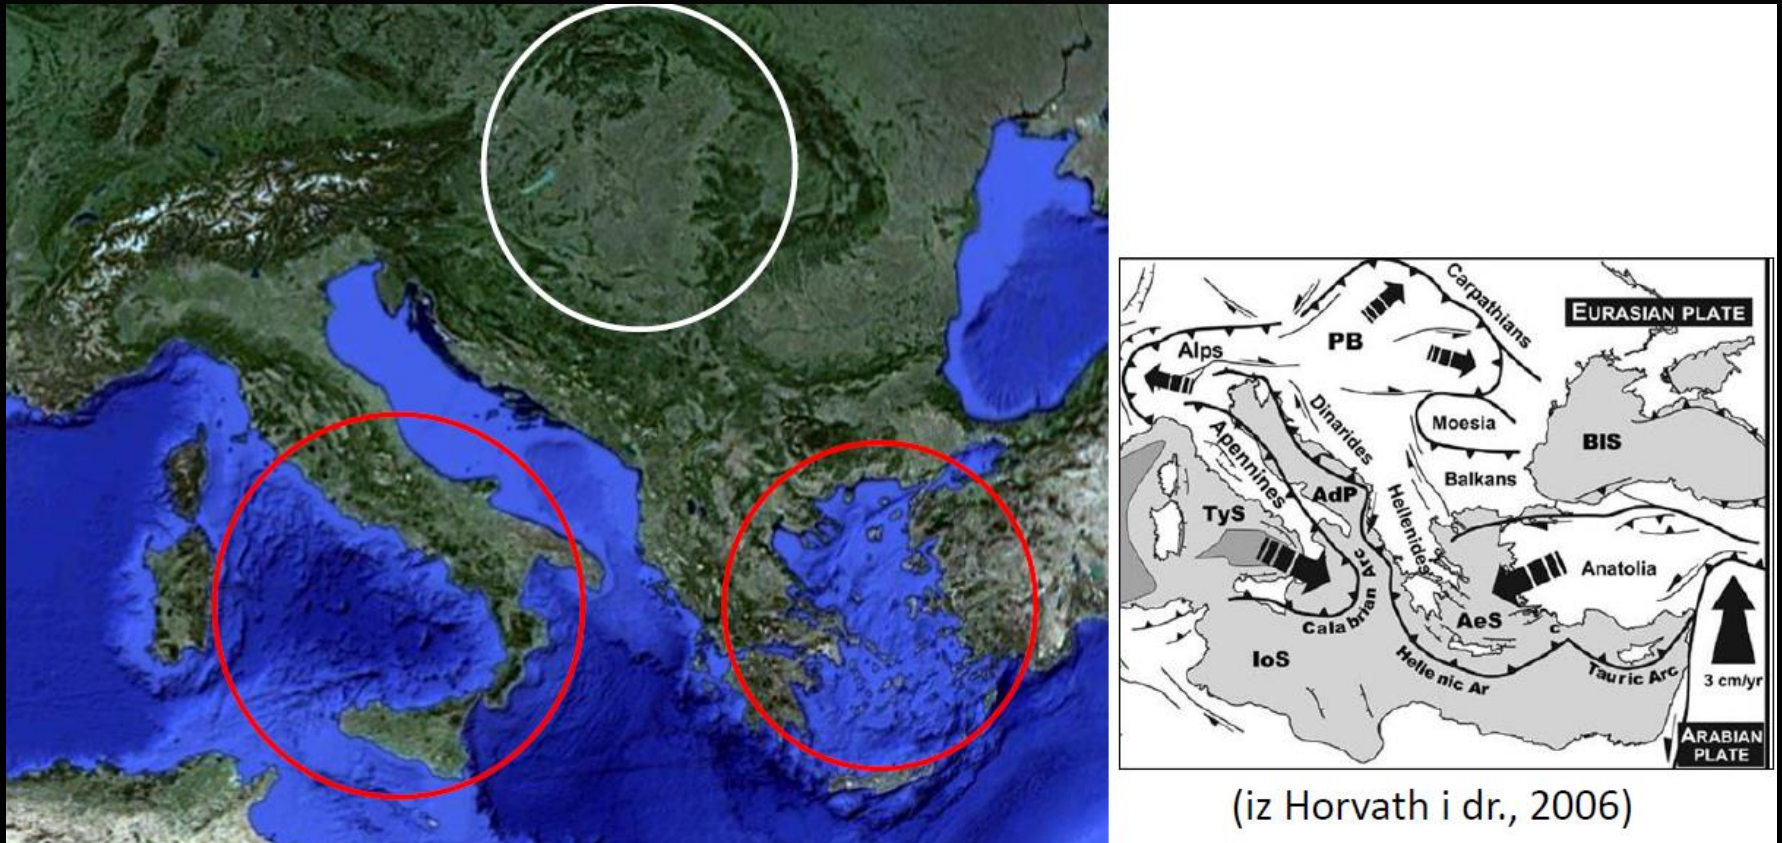 Carpathians
EURASIAN PLATE
PB
Alps
Dinarides
Moesia
BlS
Apennines
Balkans
AdP
Hellenides
TyS
Anatolia
Calabrian Arc
AeS
c
IoS
Hellenic Ar
Tauric Arc
3 cm/yr
ARABIAN
PLATE
(iz Horvath i dr., 2006)